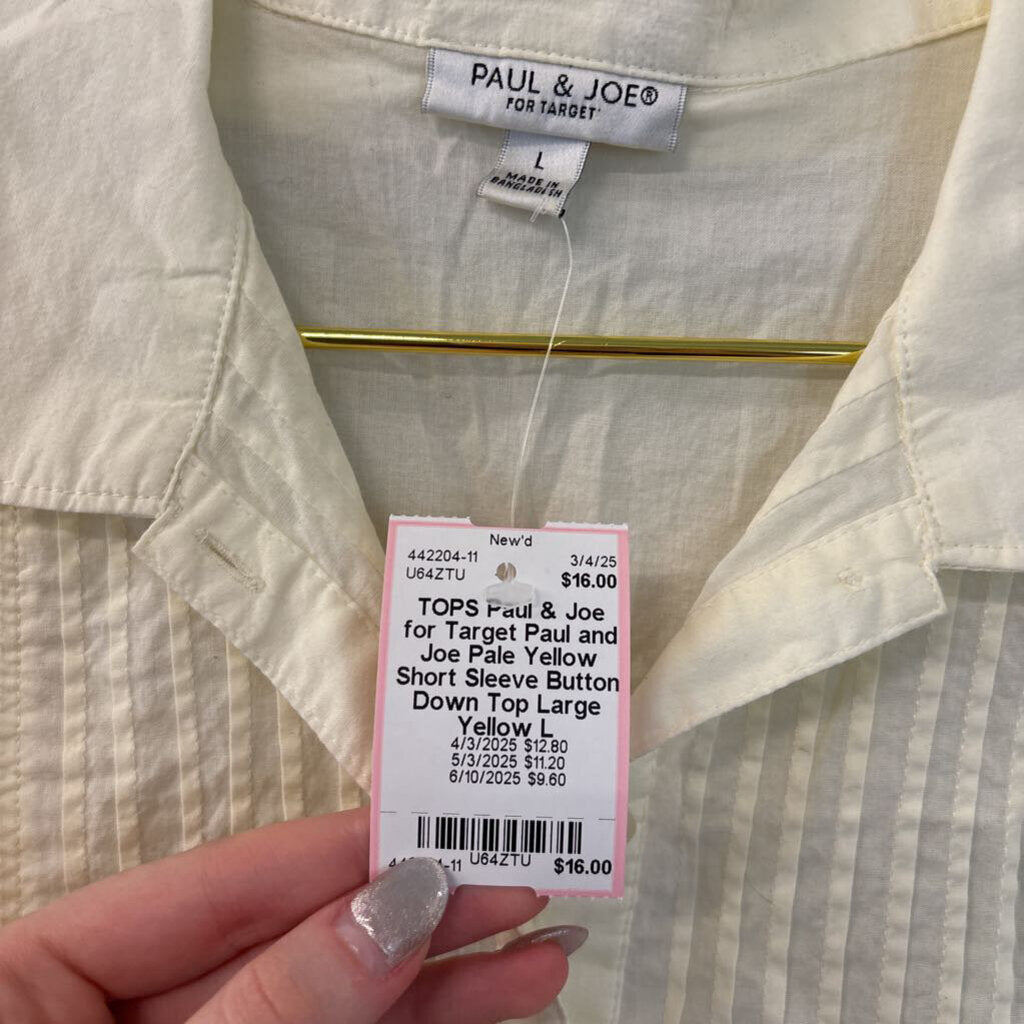 PAUL & JOE®
FOR TARGET
L
MADE IN
BANGLADESH
New'd
442204-11 3/4/25
U64ZTU $16.00
TOPS Paul & Joe
for Target Paul and
Joe Pale Yellow
Short Sleeve Button
Down Top Large
Yellow L
4/3/2025 $12.80
5/3/2025 $11.20
6/10/2025 $9.60
U64ZTU $16.00